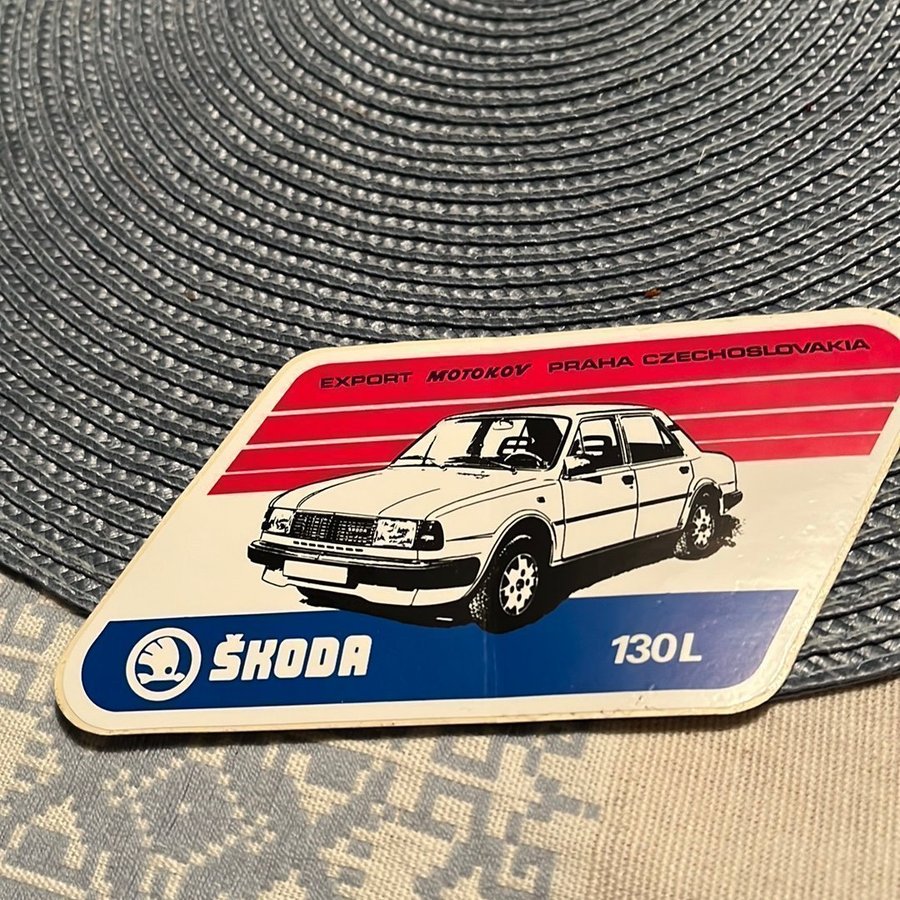 EXPORT MOTOKOV PRAHA CZECHOSLOVAKIA
ŠKODA 130L